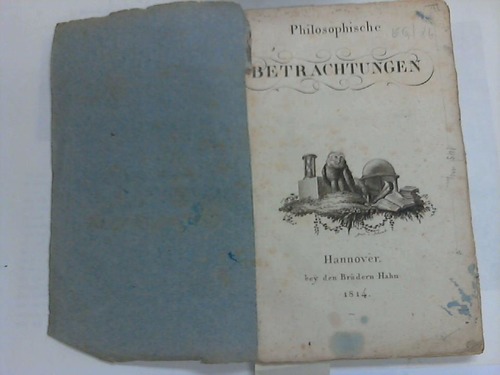 Philosophische
BETRACHTUNGEN
Hannover.
bey den Brüdern Hahn.
1814.